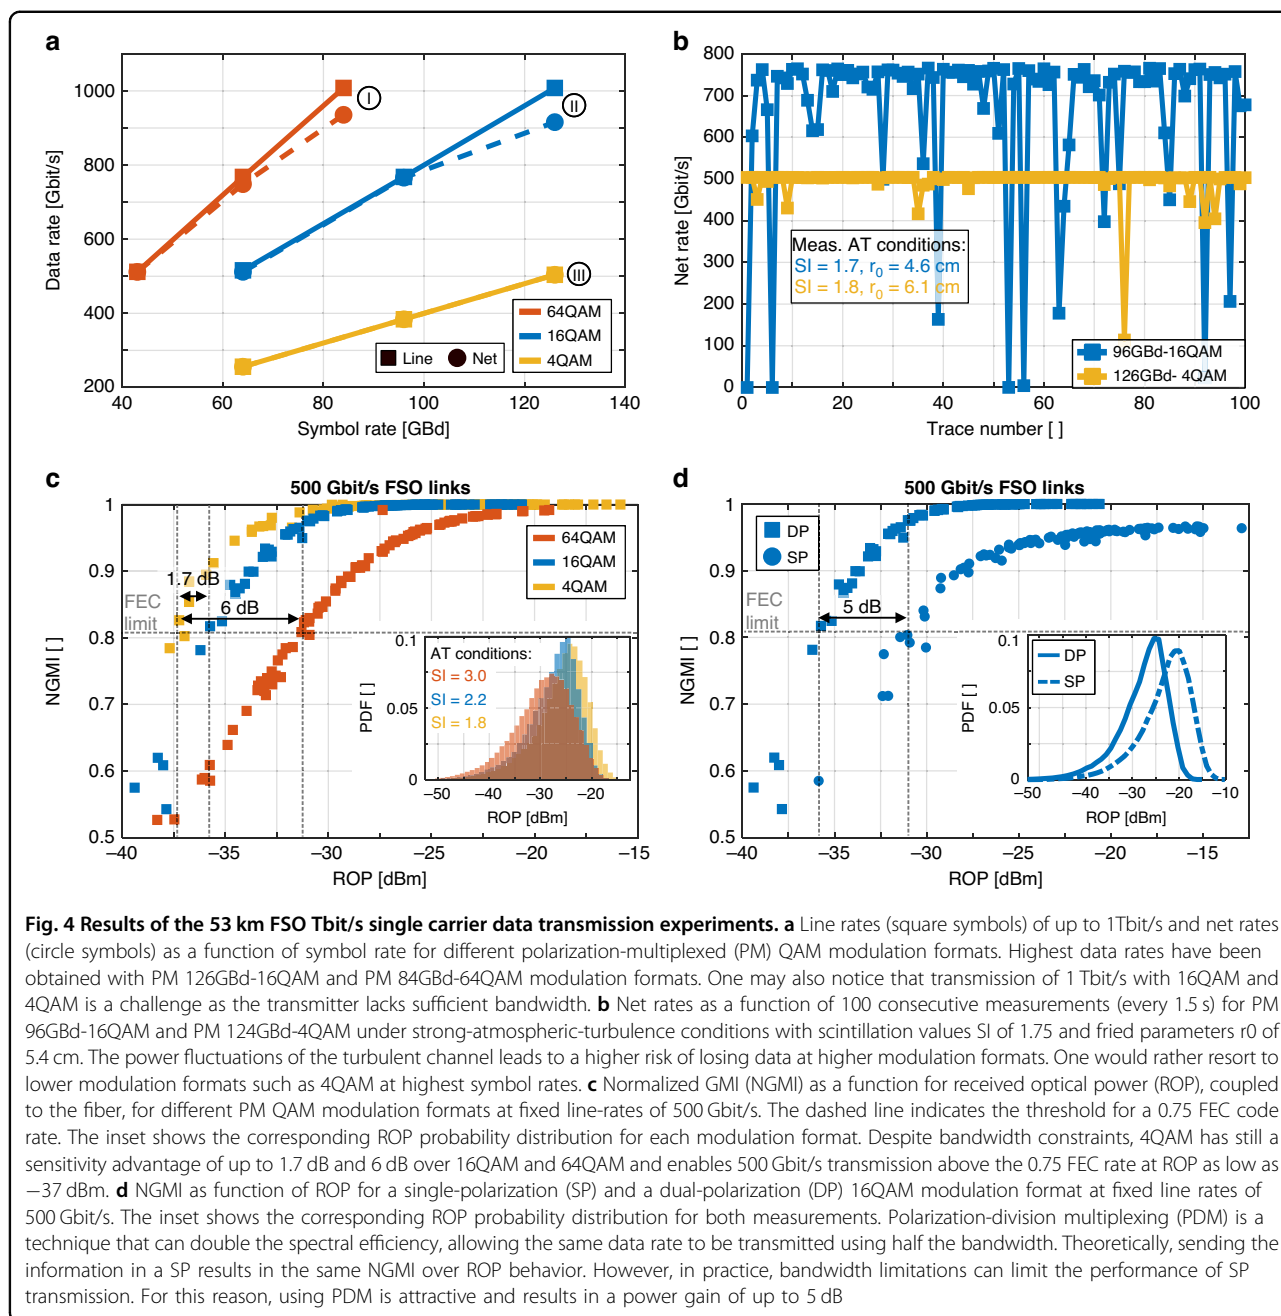 a
1000
800
600
400
200
Data rate [Gbit/s]
40
60
80
100
120
140
Symbol rate [GBd]
I
II
III
Line
Net
64QAM
16QAM
4QAM
b
800
700
600
500
400
300
200
100
0
Net rate [Gbit/s]
0
20
40
60
80
100
Trace number [ ]
Meas. AT conditions:
SI = 1.7, r0 = 4.6 cm
SI = 1.8, r0 = 6.1 cm
96GBd-16QAM
126GBd- 4QAM
c
500 Gbit/s FSO links
1
0.9
0.8
0.7
0.6
0.5
NGMI [ ]
−40
−35
−30
−25
−20
−15
ROP [dBm]
1.7 dB
6 dB
FEC
limit
64QAM
16QAM
4QAM
AT conditions:
SI = 3.0
SI = 2.2
SI = 1.8
0.1
0.05
0
PDF [ ]
−50
−40
−30
−20
ROP [dBm]
d
500 Gbit/s FSO links
1
0.9
0.8
0.7
0.6
0.5
NGMI [ ]
−40
−35
−30
−25
−20
−15
ROP [dBm]
DP
SP
5 dB
FEC
limit
0.1
0.05
0
PDF [ ]
DP
SP
−50
−40
−30
−20
−10
ROP [dBm]
Fig. 4 Results of the 53 km FSO Tbit/s single carrier data transmission experiments. a Line rates (square symbols) of up to 1Tbit/s and net rates
(circle symbols) as a function of symbol rate for different polarization-multiplexed (PM) QAM modulation formats. Highest data rates have been
obtained with PM 126GBd-16QAM and PM 84GBd-64QAM modulation formats. One may also notice that transmission of 1 Tbit/s with 16QAM and
4QAM is a challenge as the transmitter lacks sufficient bandwidth. b Net rates as a function of 100 consecutive measurements (every 1.5 s) for PM
96GBd-16QAM and PM 124GBd-4QAM under strong-atmospheric-turbulence conditions with scintillation values SI of 1.75 and fried parameters r0 of
5.4 cm. The power fluctuations of the turbulent channel leads to a higher risk of losing data at higher modulation formats. One would rather resort to
lower modulation formats such as 4QAM at highest symbol rates. c Normalized GMI (NGMI) as a function for received optical power (ROP), coupled
to the fiber, for different PM QAM modulation formats at fixed line-rates of 500 Gbit/s. The dashed line indicates the threshold for a 0.75 FEC code
rate. The inset shows the corresponding ROP probability distribution for each modulation format. Despite bandwidth constraints, 4QAM has still a
sensitivity advantage of up to 1.7 dB and 6 dB over 16QAM and 64QAM and enables 500 Gbit/s transmission above the 0.75 FEC rate at ROP as low as
−37 dBm. d NGMI as function of ROP for a single-polarization (SP) and a dual-polarization (DP) 16QAM modulation format at fixed line rates of
500 Gbit/s. The inset shows the corresponding ROP probability distribution for both measurements. Polarization-division multiplexing (PDM) is a
technique that can double the spectral efficiency, allowing the same data rate to be transmitted using half the bandwidth. Theoretically, sending the
information in a SP results in the same NGMI over ROP behavior. However, in practice, bandwidth limitations can limit the performance of SP
transmission. For this reason, using PDM is attractive and results in a power gain of up to 5 dB